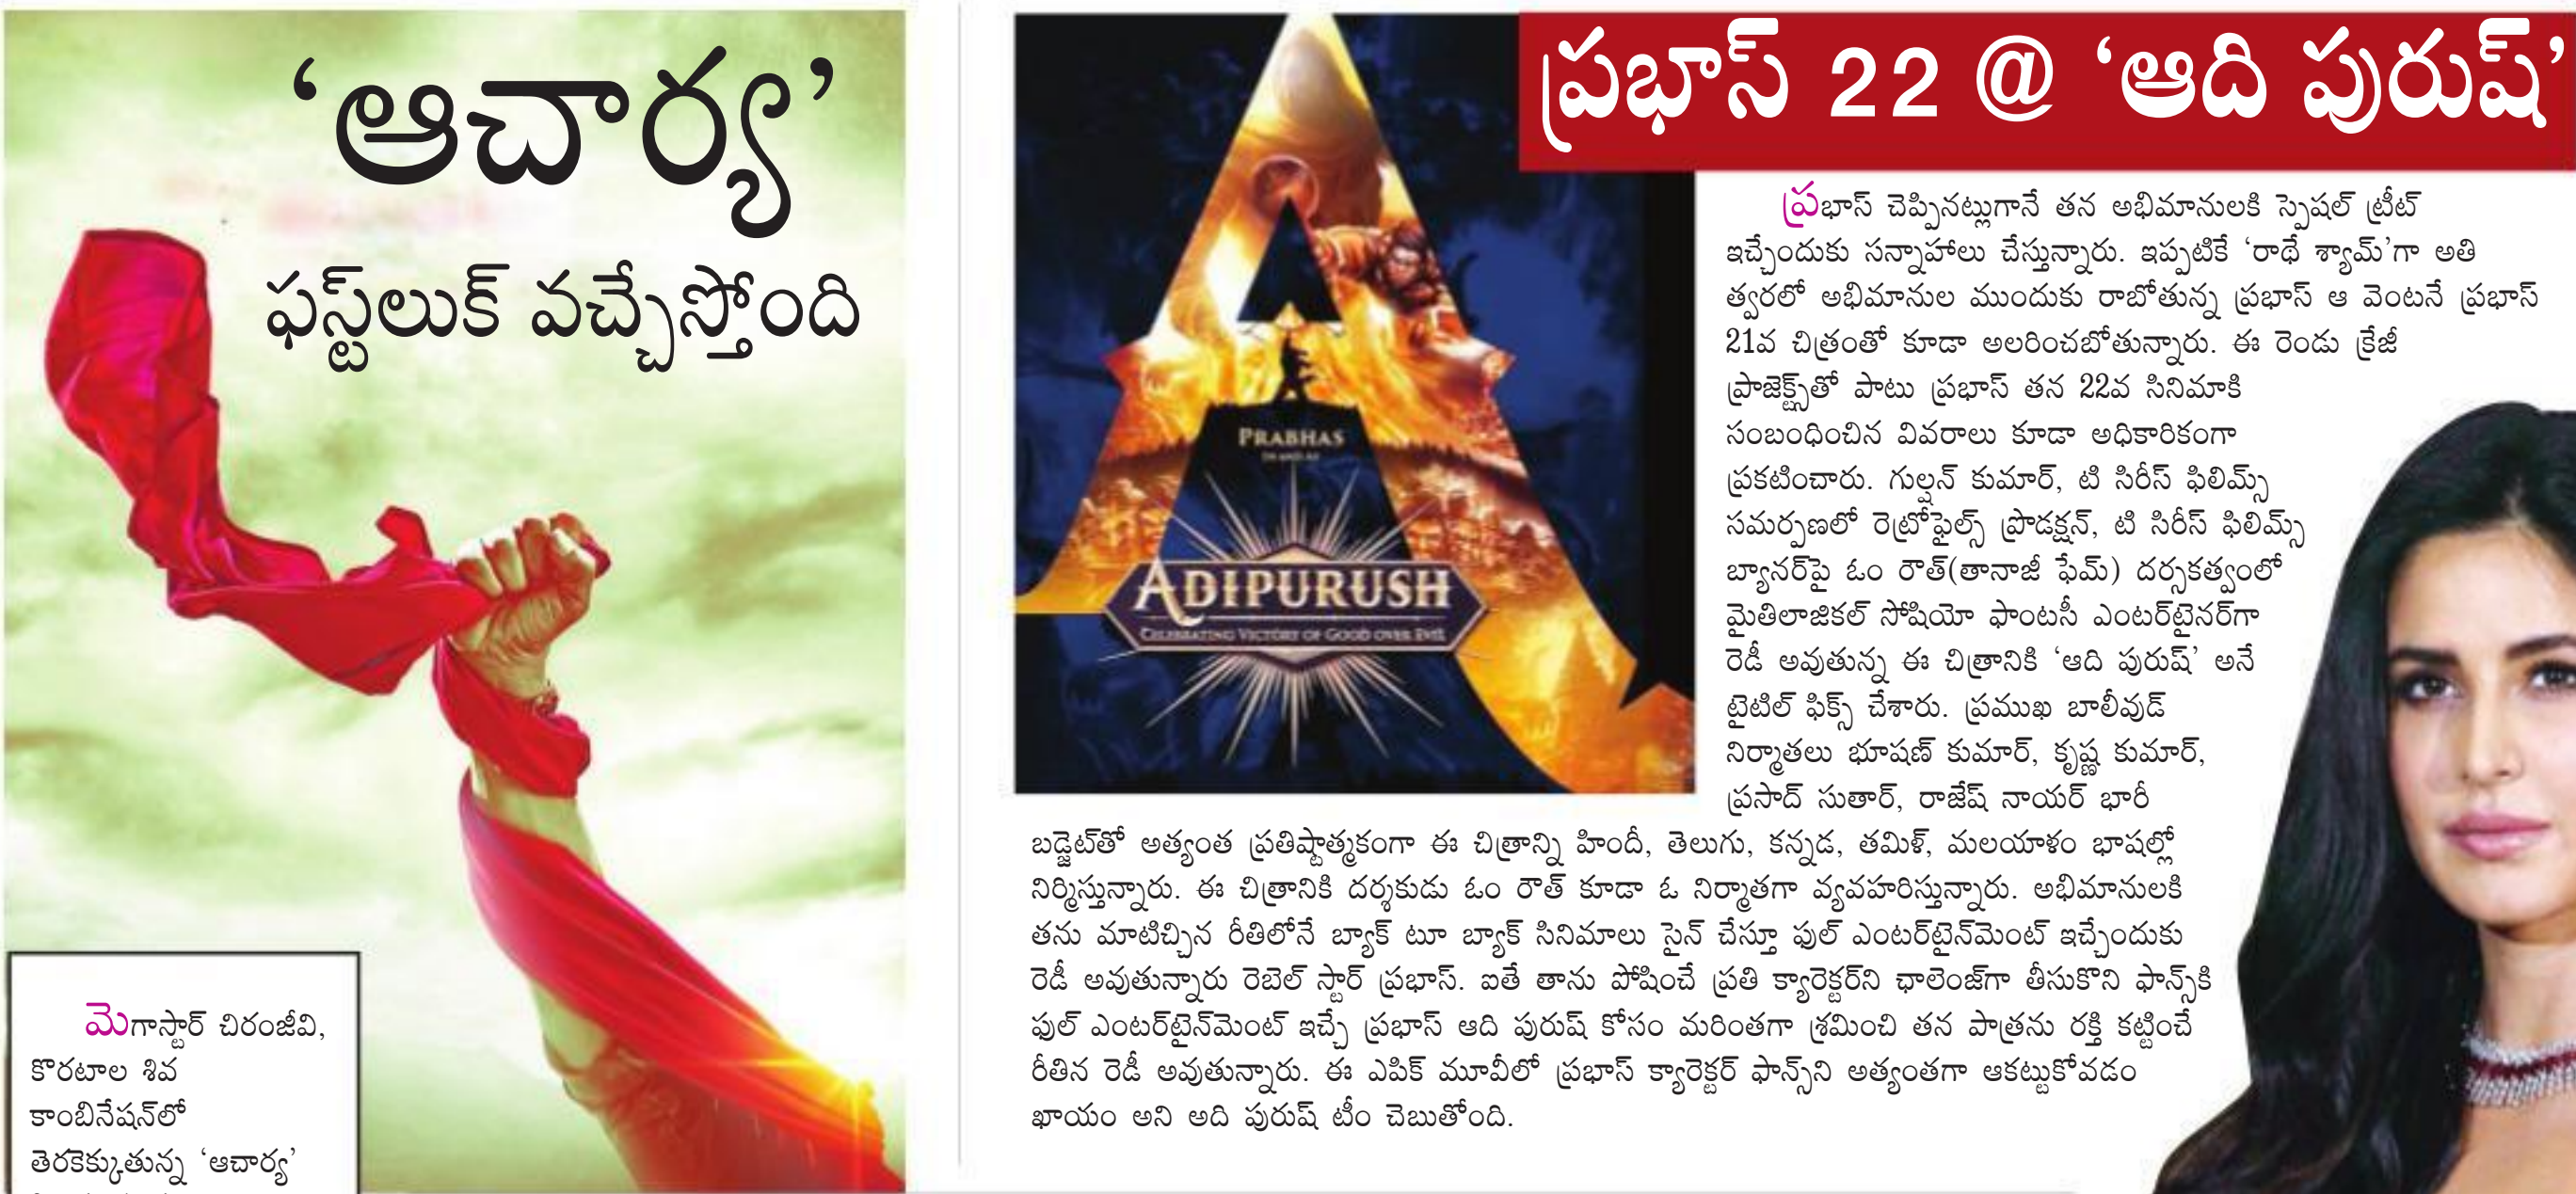 ‘ఆచార్య’
ఫస్ట్‌లుక్ వచ్చేస్తోంది
మెగాస్టార్ చిరంజీవి,
కొరటాల శివ
కాంబినేషన్‌లో
తెరకెక్కుతున్న ‘ఆచార్య’
ప్రభాస్ 22 @ ‘ఆది పురుష్’
PRABHAS
ADIPURUSH
CELEBRATING VICTORY OF GOOD OVER EVIL
ప్రభాస్ చెప్పినట్లుగానే తన అభిమానులకి స్పెషల్ ట్రీట్
ఇచ్చేందుకు సన్నాహాలు చేస్తున్నారు. ఇప్పటికే ‘రాథే శ్యామ్’గా అతి
త్వరలో అభిమానుల ముందుకు రాబోతున్న ప్రభాస్ ఆ వెంటనే ప్రభాస్
21వ చిత్రంతో కూడా అలరించబోతున్నారు. ఈ రెండు క్రేజీ
ప్రాజెక్ట్స్‌తో పాటు ప్రభాస్ తన 22వ సినిమాకి
సంబంధించిన వివరాలు కూడా అధికారికంగా
ప్రకటించారు. గుల్షన్ కుమార్, టి సిరీస్ ఫిలిమ్స్
సమర్పణలో రెట్రోఫైల్స్ ప్రొడక్షన్, టి సిరీస్ ఫిలిమ్స్
బ్యానర్‌పై ఓం రౌత్(తానాజీ ఫేమ్) దర్సకత్వంలో
మైతిలాజికల్ సోషియో ఫాంటసీ ఎంటర్‌టైనర్‌గా
రెడీ అవుతున్న ఈ చిత్రానికి ‘ఆది పురుష్’ అనే
టైటిల్ ఫిక్స్ చేశారు. ప్రముఖ బాలీవుడ్
నిర్మాతలు భూషణ్ కుమార్, కృష్ణ కుమార్,
ప్రసాద్ సుతార్, రాజేష్ నాయర్ భారీ
బడ్జెట్‌తో అత్యంత ప్రతిష్టాత్మకంగా ఈ చిత్రాన్ని హిందీ, తెలుగు, కన్నడ, తమిళ్, మలయాళం భాషల్లో
నిర్మిస్తున్నారు. ఈ చిత్రానికి దర్శకుడు ఓం రౌత్ కూడా ఓ నిర్మాతగా వ్యవహరిస్తున్నారు. అభిమానులకి
తను మాటిచ్చిన రీతిలోనే బ్యాక్ టూ బ్యాక్ సినిమాలు సైన్ చేస్తూ ఫుల్ ఎంటర్‌టైన్‌మెంట్ ఇచ్చేందుకు
రెడీ అవుతున్నారు రెబెల్ స్టార్ ప్రభాస్. ఐతే తాను పోషించే ప్రతి క్యారెక్టర్‌ని ఛాలెంజ్‌గా తీసుకొని ఫాన్స్‌కి
ఫుల్ ఎంటర్‌టైన్‌మెంట్ ఇచ్చే ప్రభాస్ ఆది పురుష్ కోసం మరింతగా శ్రమించి తన పాత్రను రక్తి కట్టించే
రీతిన రెడీ అవుతున్నారు. ఈ ఎపిక్ మూవీలో ప్రభాస్ క్యారెక్టర్ ఫాన్స్‌ని అత్యంతగా ఆకట్టుకోవడం
ఖాయం అని అది పురుష్ టీం చెబుతోంది.